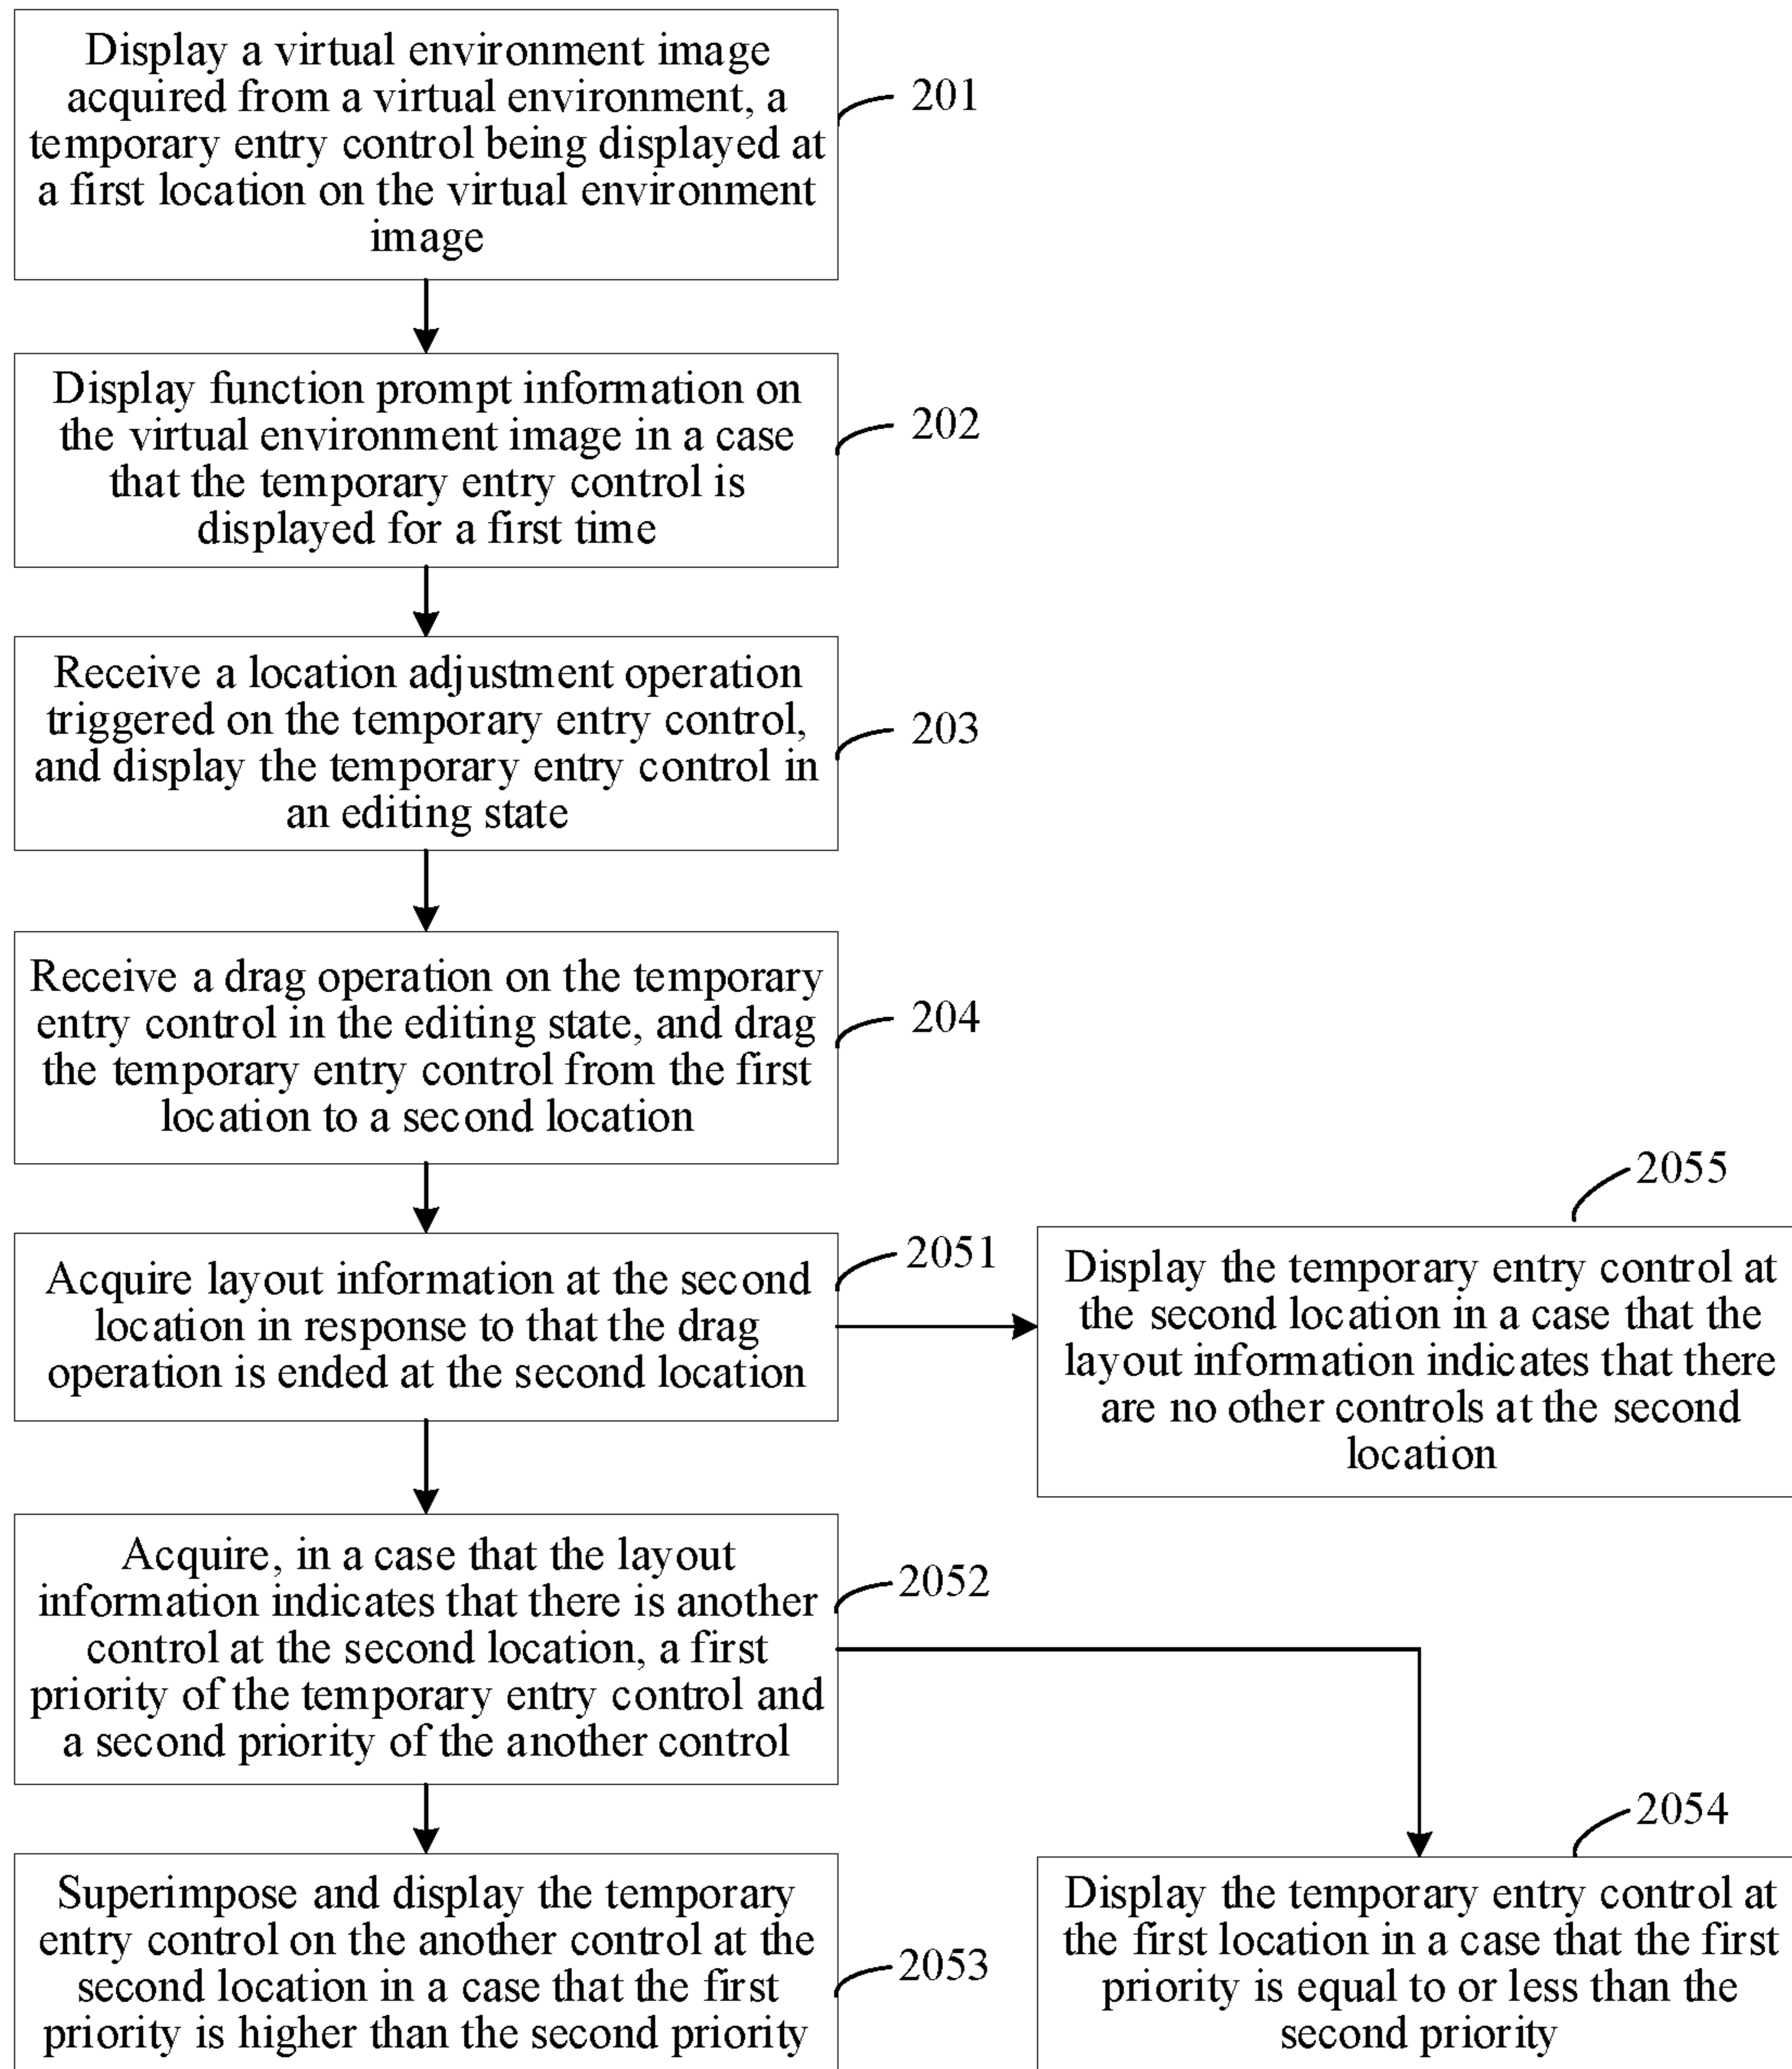 Display a virtual environment image
acquired from a virtual environment, a
temporary entry control being displayed at
a first location on the virtual environment
image
201
Display function prompt information on
the virtual environment image in a case
that the temporary entry control is
displayed for a first time
202
Receive a location adjustment operation
triggered on the temporary entry control,
and display the temporary entry control in
an editing state
203
Receive a drag operation on the temporary
entry control in the editing state, and drag
the temporary entry control from the first
location to a second location
204
Acquire layout information at the second
location in response to that the drag
operation is ended at the second location
2051
2055
Display the temporary entry control at
the second location in a case that the
layout information indicates that there
are no other controls at the second
location
Acquire, in a case that the layout
information indicates that there is another
control at the second location, a first
priority of the temporary entry control and
a second priority of the another control
2052
Superimpose and display the temporary
entry control on the another control at the
second location in a case that the first
priority is higher than the second priority
2053
2054
Display the temporary entry control at
the first location in a case that the first
priority is equal to or less than the
second priority